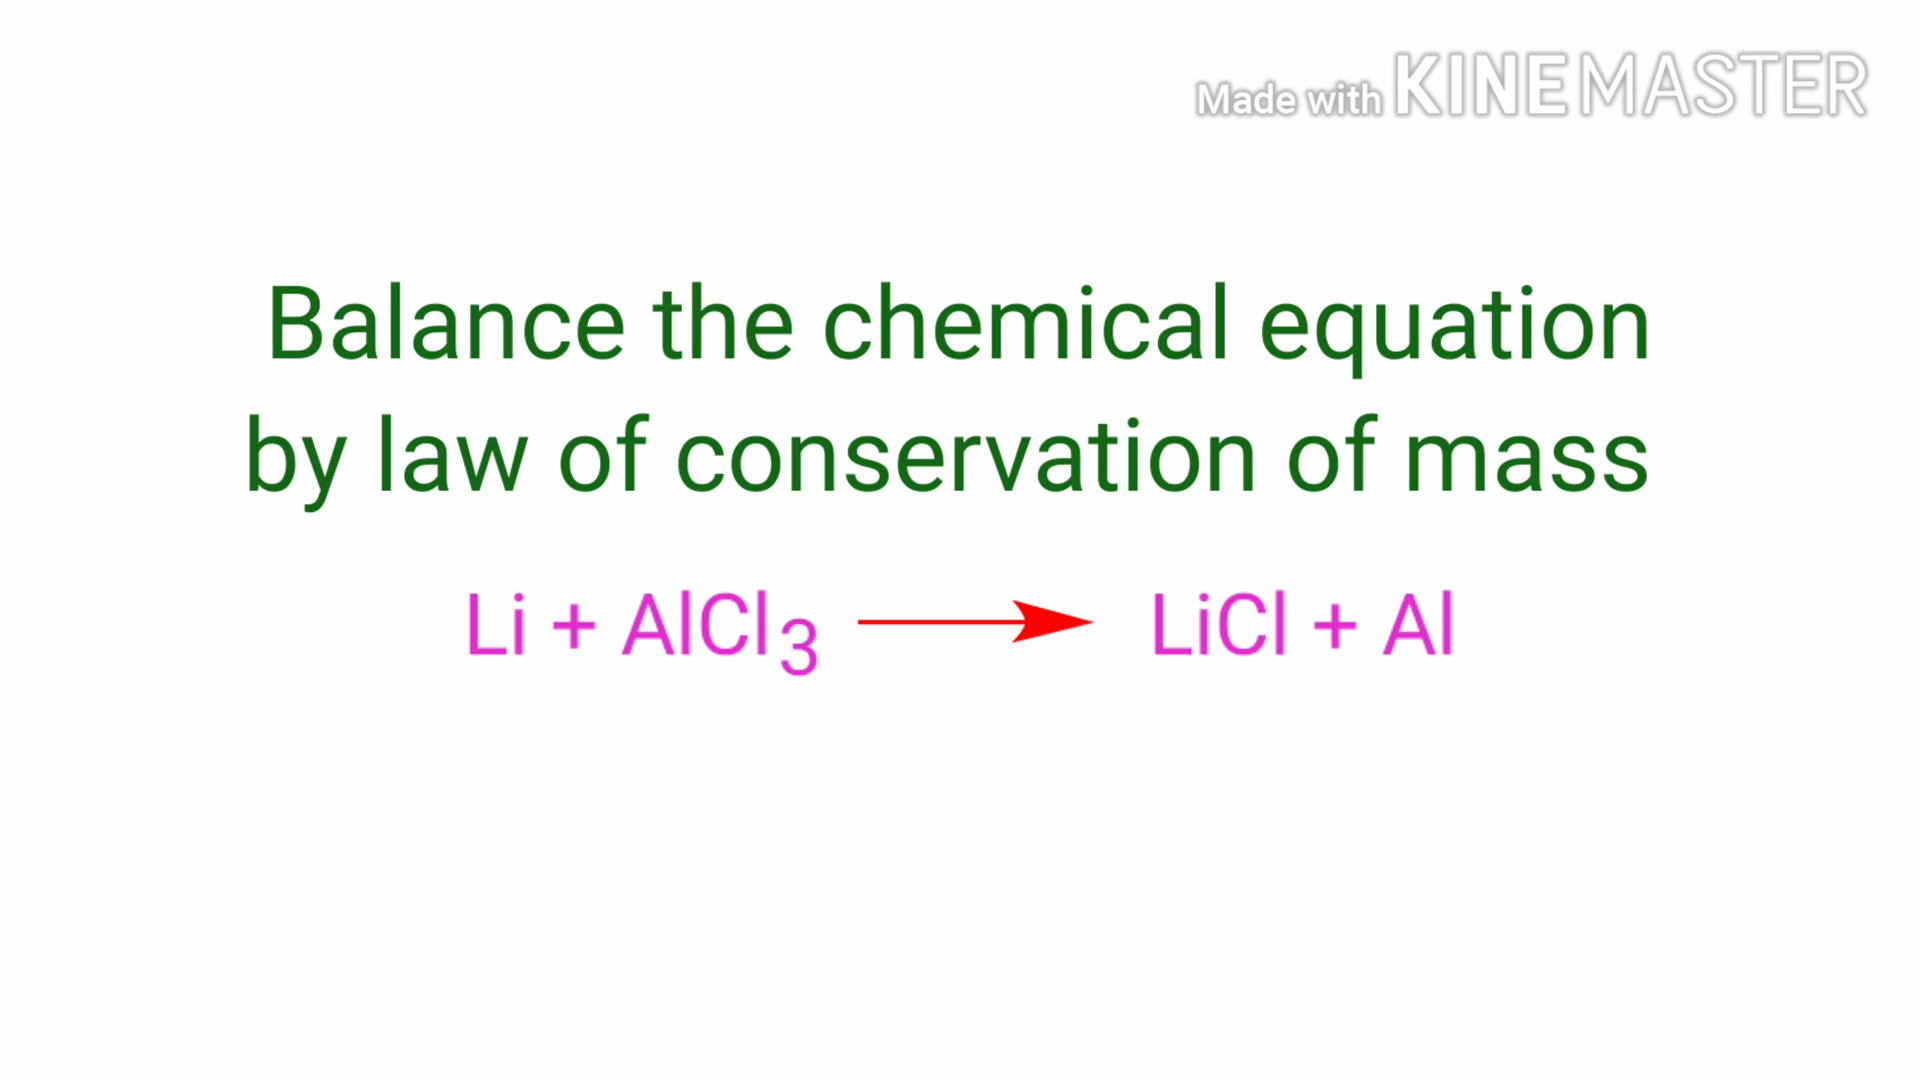 Made with KINEMASTER
Balance the chemical equation
by law of conservation of mass
Li + AlCl₃ ⟶ LiCl + Al